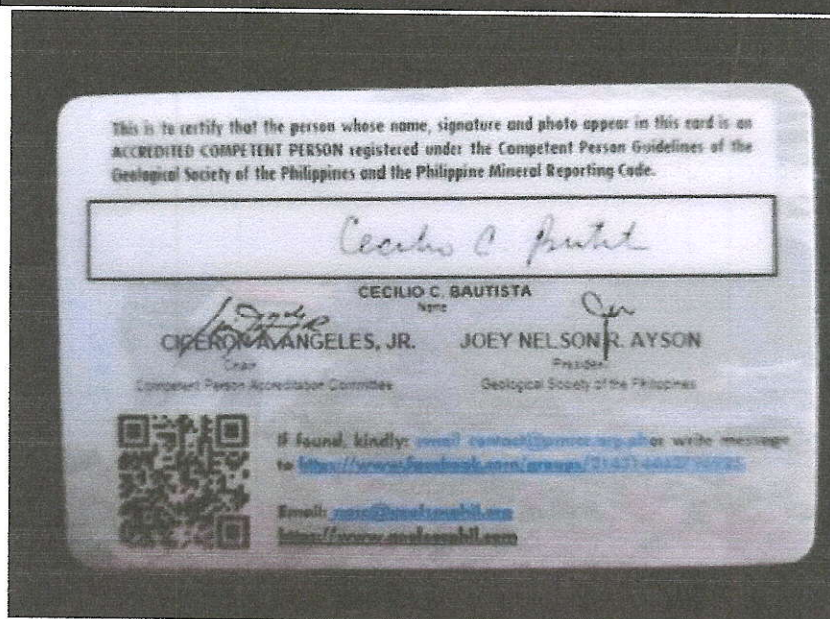 This is to certify that the person whose name, signature and photo appear in this card is an
ACCREDITED COMPETENT PERSON registered under the Competent Person Guidelines of the
Geological Society of the Philippines and the Philippine Mineral Reporting Code.
Cecilio C
CECILIO C. BAUTISTA
Name
CICERON A. ANGELES, JR. JOEY NELSON R. AYSON
Chair President
Competent Person Accreditation Committee Geological Society of the Philippines
If found, kindly: email or write message
to
Email: